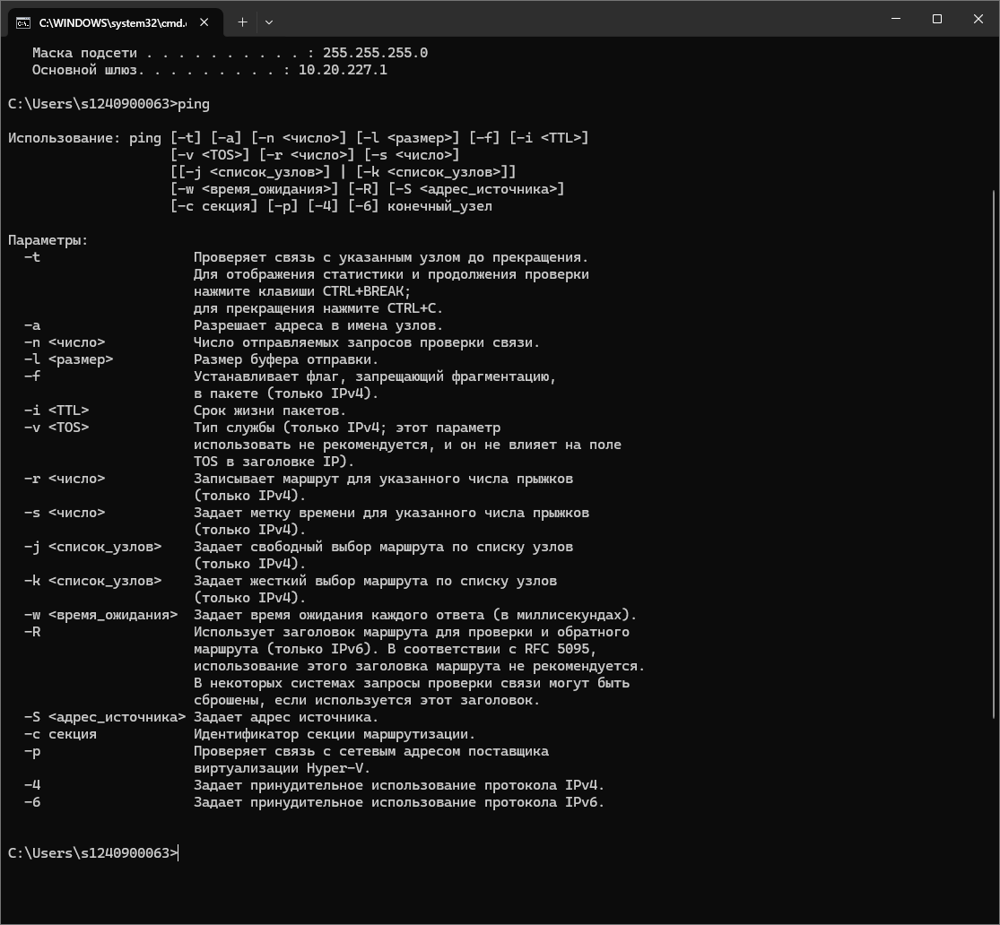 C:\WINDOWS\system32\cmd.
Маска подсети . . . . . . . . . . : 255.255.255.0
Основной шлюз. . . . . . . . . : 10.20.227.1
C:\Users\s1240900063>ping
Использование: ping [-t] [-a] [-n <число>] [-l <размер>] [-f] [-i <TTL>]
[-v <TOS>] [-r <число>] [-s <число>]
[[-j <список_узлов>] | [-k <список_узлов>]]
[-w <время_ожидания>] [-R] [-S <адрес_источника>]
[-c секция] [-p] [-4] [-6] конечный_узел
Параметры:
-t Проверяет связь с указанным узлом до прекращения.
Для отображения статистики и продолжения проверки
нажмите клавиши CTRL+BREAK;
для прекращения нажмите CTRL+C.
-a Разрешает адреса в имена узлов.
-n <число> Число отправляемых запросов проверки связи.
-l <размер> Размер буфера отправки.
-f Устанавливает флаг, запрещающий фрагментацию,
в пакете (только IPv4).
-i <TTL> Срок жизни пакетов.
-v <TOS> Тип службы (только IPv4; этот параметр
использовать не рекомендуется, и он не влияет на поле
TOS в заголовке IP).
-r <число> Записывает маршрут для указанного числа прыжков
(только IPv4).
-s <число> Задает метку времени для указанного числа прыжков
(только IPv4).
-j <список_узлов> Задает свободный выбор маршрута по списку узлов
(только IPv4).
-k <список_узлов> Задает жесткий выбор маршрута по списку узлов
(только IPv4).
-w <время_ожидания> Задает время ожидания каждого ответа (в миллисекундах).
-R Использует заголовок маршрута для проверки и обратного
маршрута (только IPv6). В соответствии с RFC 5095,
использование этого заголовка маршрута не рекомендуется.
В некоторых системах запросы проверки связи могут быть
сброшены, если используется этот заголовок.
-S <адрес_источника> Задает адрес источника.
-c секция Идентификатор секции маршрутизации.
-p Проверяет связь с сетевым адресом поставщика
виртуализации Hyper-V.
-4 Задает принудительное использование протокола IPv4.
-6 Задает принудительное использование протокола IPv6.
C:\Users\s1240900063>